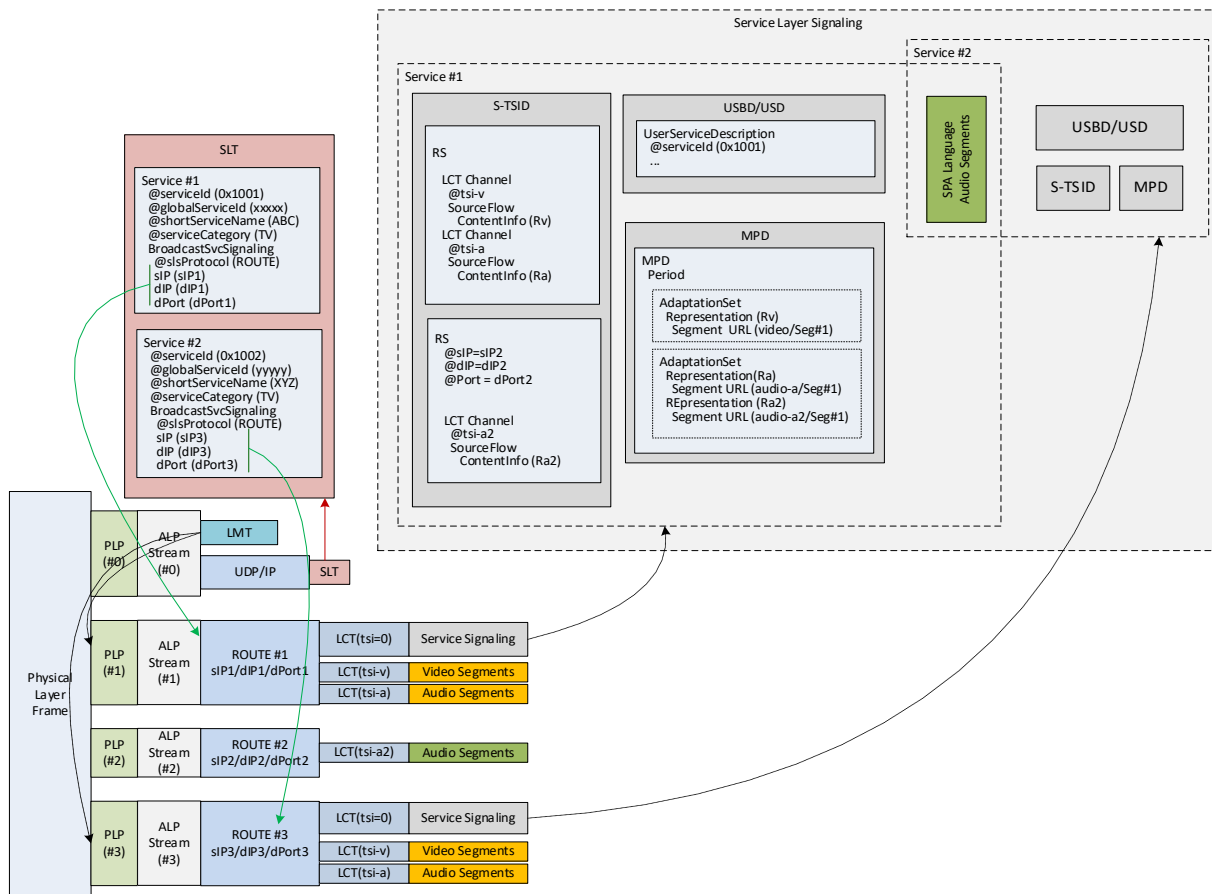 Service Layer Signaling
Service #2
Service #1
S-TSID
RS
LCT Channel
@tsi-v
SourceFlow
ContentInfo (Rv)
LCT Channel
@tsi-a
SourceFlow
ContentInfo (Ra)
RS
@sIP=sIP2
@dIP=dIP2
@Port = dPort2
LCT Channel
@tsi-a2
SourceFlow
ContentInfo (Ra2)
USBD/USD
UserServiceDescription
@serviceId (0x1001)
...
MPD
MPD
Period
AdaptationSet
Representation (Rv)
Segment URL (video/Seg#1)
AdaptationSet
Representation(Ra)
Segment URL (audio-a/Seg#1)
REpresentation (Ra2)
Segment URL (audio-a2/Seg#1)
SPA Language
Audio Segments
USBD/USD
S-TSID
MPD
SLT
Service #1
@serviceId (0x1001)
@globalServiceId (xxxxx)
@shortServiceName (ABC)
@serviceCategory (TV)
BroadcastSvcSignaling
@slsProtocol (ROUTE)
sIP (sIP1)
dIP (dIP1)
dPort (dPort1)
Service #2
@serviceId (0x1002)
@globalServiceId (yyyyy)
@shortServiceName (XYZ)
@serviceCategory (TV)
BroadcastSvcSignaling
@slsProtocol (ROUTE)
sIP (sIP3)
dIP (dIP3)
dPort (dPort3)
Physical
Layer
Frame
PLP
(#0)
ALP
Stream
(#0)
LMT
UDP/IP
SLT
PLP
(#1)
ALP
Stream
(#1)
ROUTE #1
sIP1/dIP1/dPort1
LCT(tsi=0)
Service Signaling
LCT(tsi-v)
Video Segments
LCT(tsi-a)
Audio Segments
PLP
(#2)
ALP
Stream
(#2)
ROUTE #2
sIP2/dIP2/dPort2
LCT(tsi-a2)
Audio Segments
PLP
(#3)
ALP
Stream
(#3)
ROUTE #3
sIP3/dIP3/dPort3
LCT(tsi=0)
Service Signaling
LCT(tsi-v)
Video Segments
LCT(tsi-a)
Audio Segments